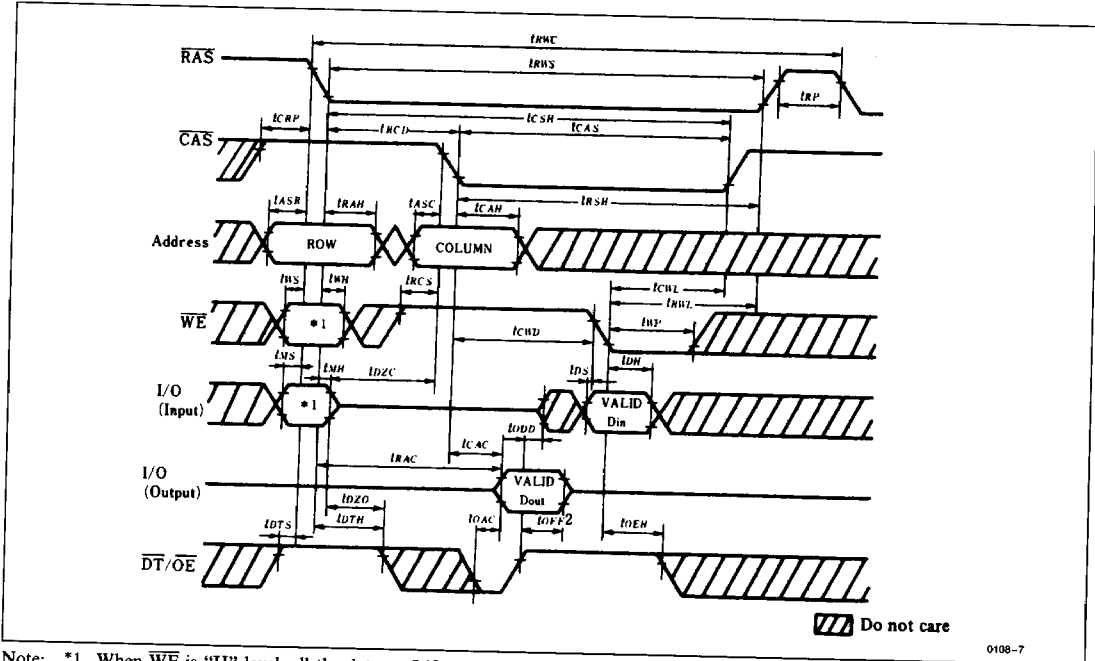 tRWC
RAS
tRWS
tRP
tCSH
tCRP
tRCD
tCAS
CAS
tRSH
tASR
tRAH
tASC
tCAH
Address
ROW
COLUMN
tWS
tWH
tRCS
tCWL
tRWL
WE
*1
tCWD
tWP
tMS
tMH
tDZC
tDS
tDH
I/O
(Input)
*1
VALID
Din
tODD
tCAC
tRAC
I/O
(Output)
VALID
Dout
tDZO
tOAC
tOFF2
tDTS
tDTH
tOEH
DT/OE
Do not care
0108-7
Note: *1. When WE is "H" level, all the